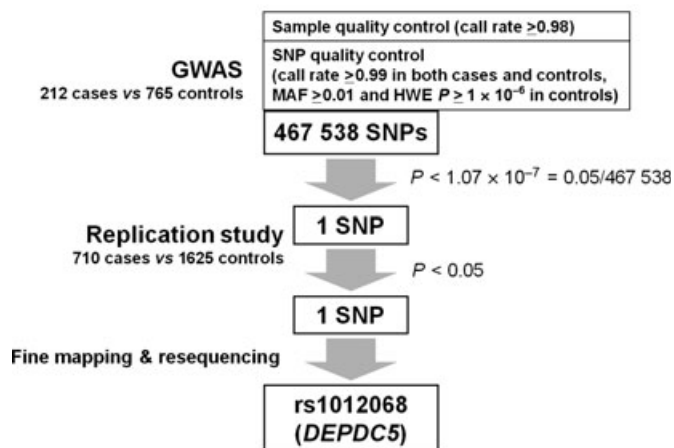 Sample quality control (call rate ≥0.98)
GWAS
212 cases vs 765 controls
SNP quality control
(call rate ≥0.99 in both cases and controls,
MAF ≥0.01 and HWE P ≥ 1 × 10⁻⁶ in controls)
467 538 SNPs
P < 1.07 × 10⁻⁷ = 0.05/467 538
1 SNP
Replication study
710 cases vs 1625 controls
P < 0.05
1 SNP
Fine mapping & resequencing
rs1012068
(DEPDC5)